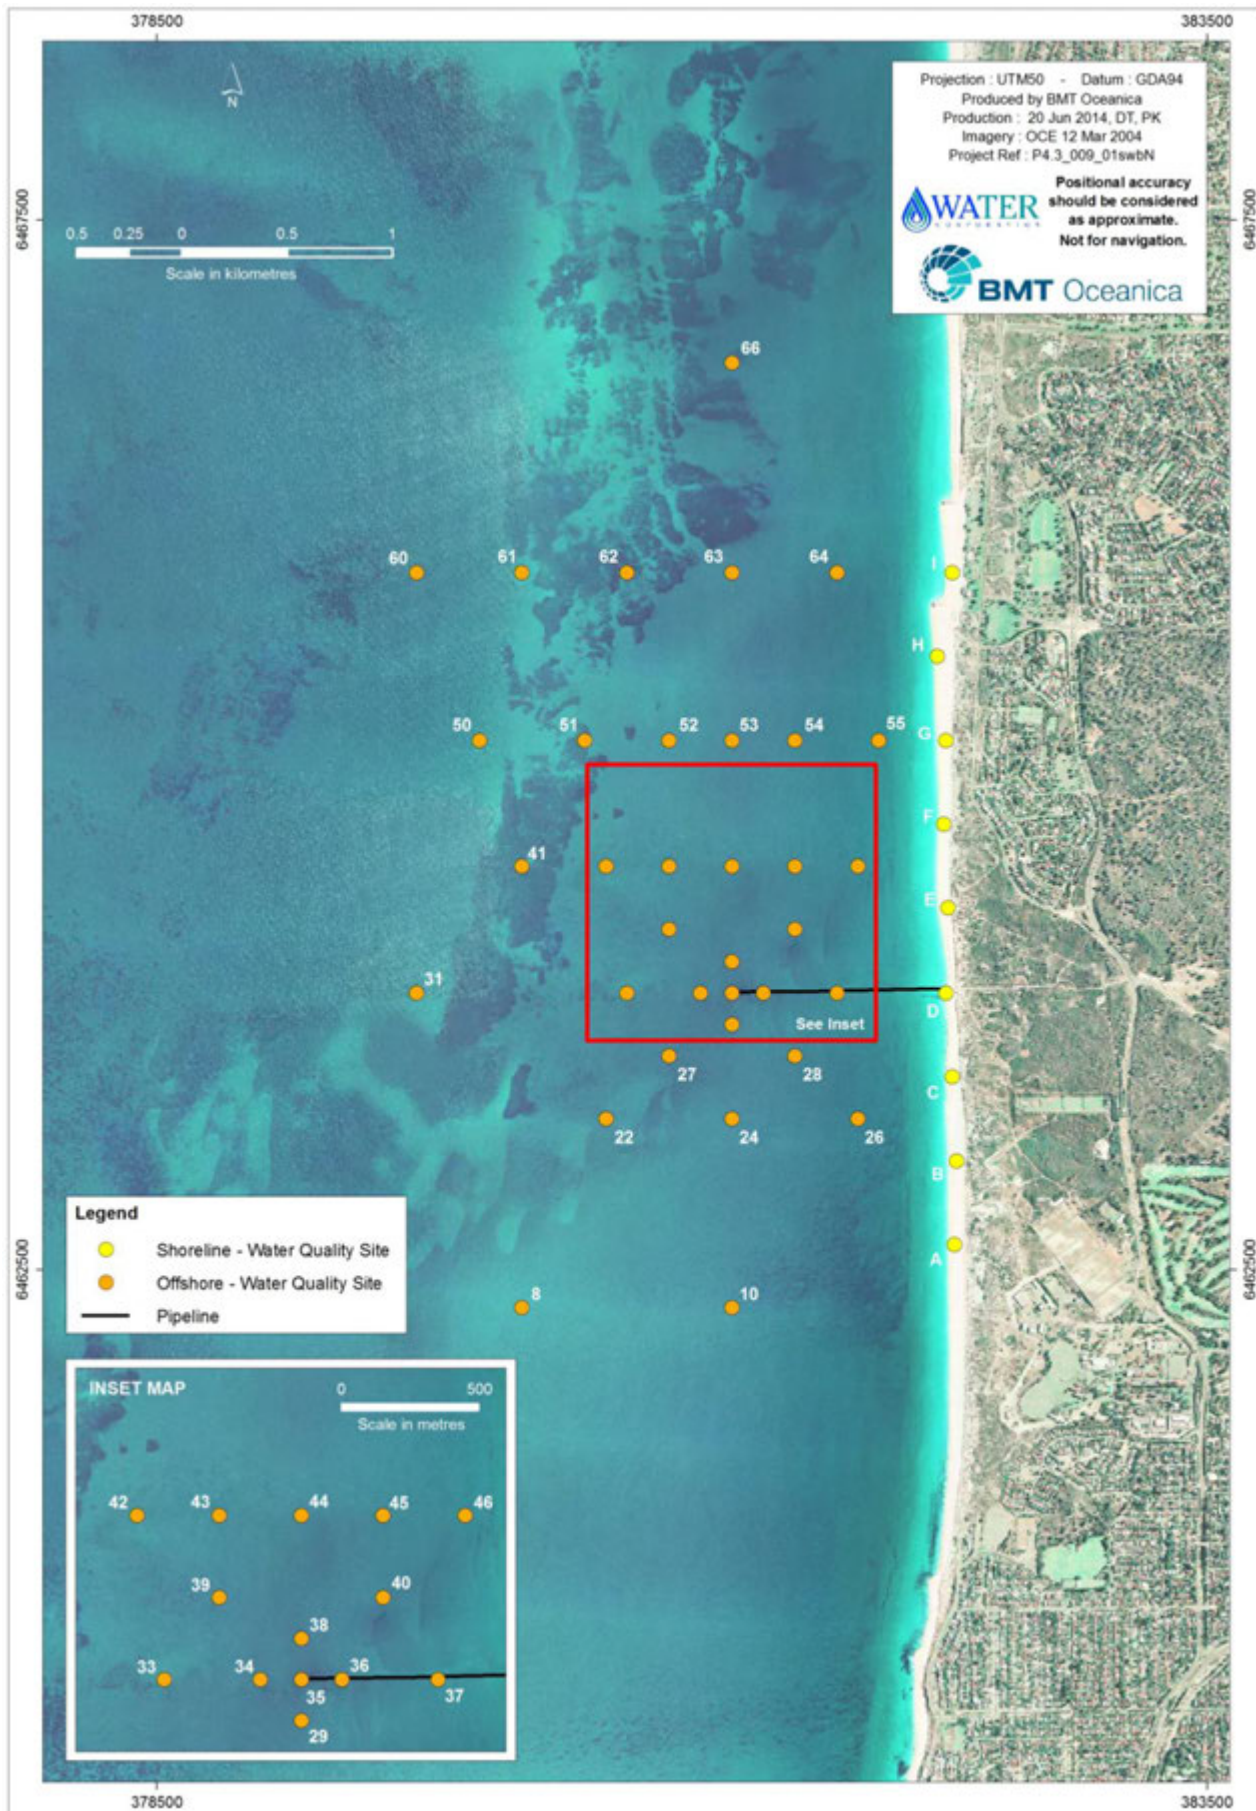 378500
383500
N
Projection : UTM50 - Datum : GDA94
Produced by BMT Oceanica
Production : 20 Jun 2014, DT, PK
Imagery : OCE 12 Mar 2004
Project Ref : P4.3_009_01swbN
WATER
CORPORATION
Positional accuracy
should be considered
as approximate.
Not for navigation.
BMT Oceanica
6467500
6467500
0.5 0.25 0 0.5 1
Scale in kilometres
66
60 61 62 63 64 I
H
50 51 52 53 54 55 G
F
41
E
31
D
See Inset
27 28
C
22 24 26
B
A
Legend
Shoreline - Water Quality Site
Offshore - Water Quality Site
Pipeline
6462500
6462500
8 10
INSET MAP
0 500
Scale in metres
42 43 44 45 46
39 40
38
33 34 36
35 37
29
378500
383500